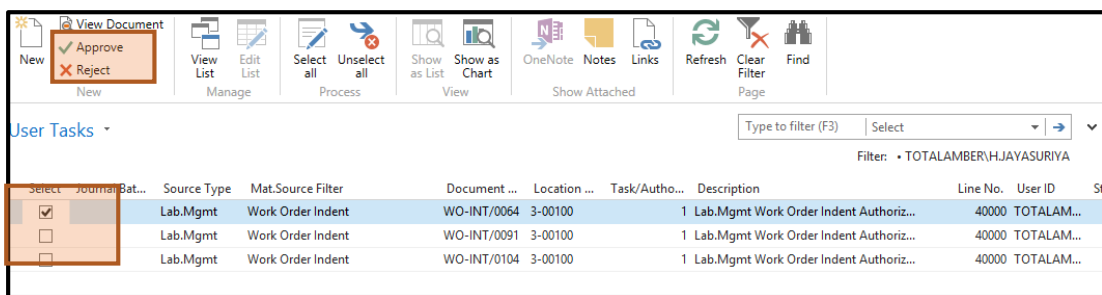 View Document
Approve
Reject
New
View List
Edit List
Select all
Unselect all
Show as List
Show as Chart
OneNote
Notes
Links
Refresh
Clear Filter
Find
New
Manage
Process
View
Show Attached
Page
User Tasks
Type to filter (F3) Select
Filter: • TOTALAMBER\H.JAYASURIYA
Select Journal Bat... Source Type Mat.Source Filter Document ... Location ... Task/Autho... Description Line No. User ID St
Lab.Mgmt Work Order Indent WO-INT/0064 3-00100 1 Lab.Mgmt Work Order Indent Authoriz... 40000 TOTALAM...
Lab.Mgmt Work Order Indent WO-INT/0091 3-00100 1 Lab.Mgmt Work Order Indent Authoriz... 40000 TOTALAM...
Lab.Mgmt Work Order Indent WO-INT/0104 3-00100 1 Lab.Mgmt Work Order Indent Authoriz... 40000 TOTALAM...